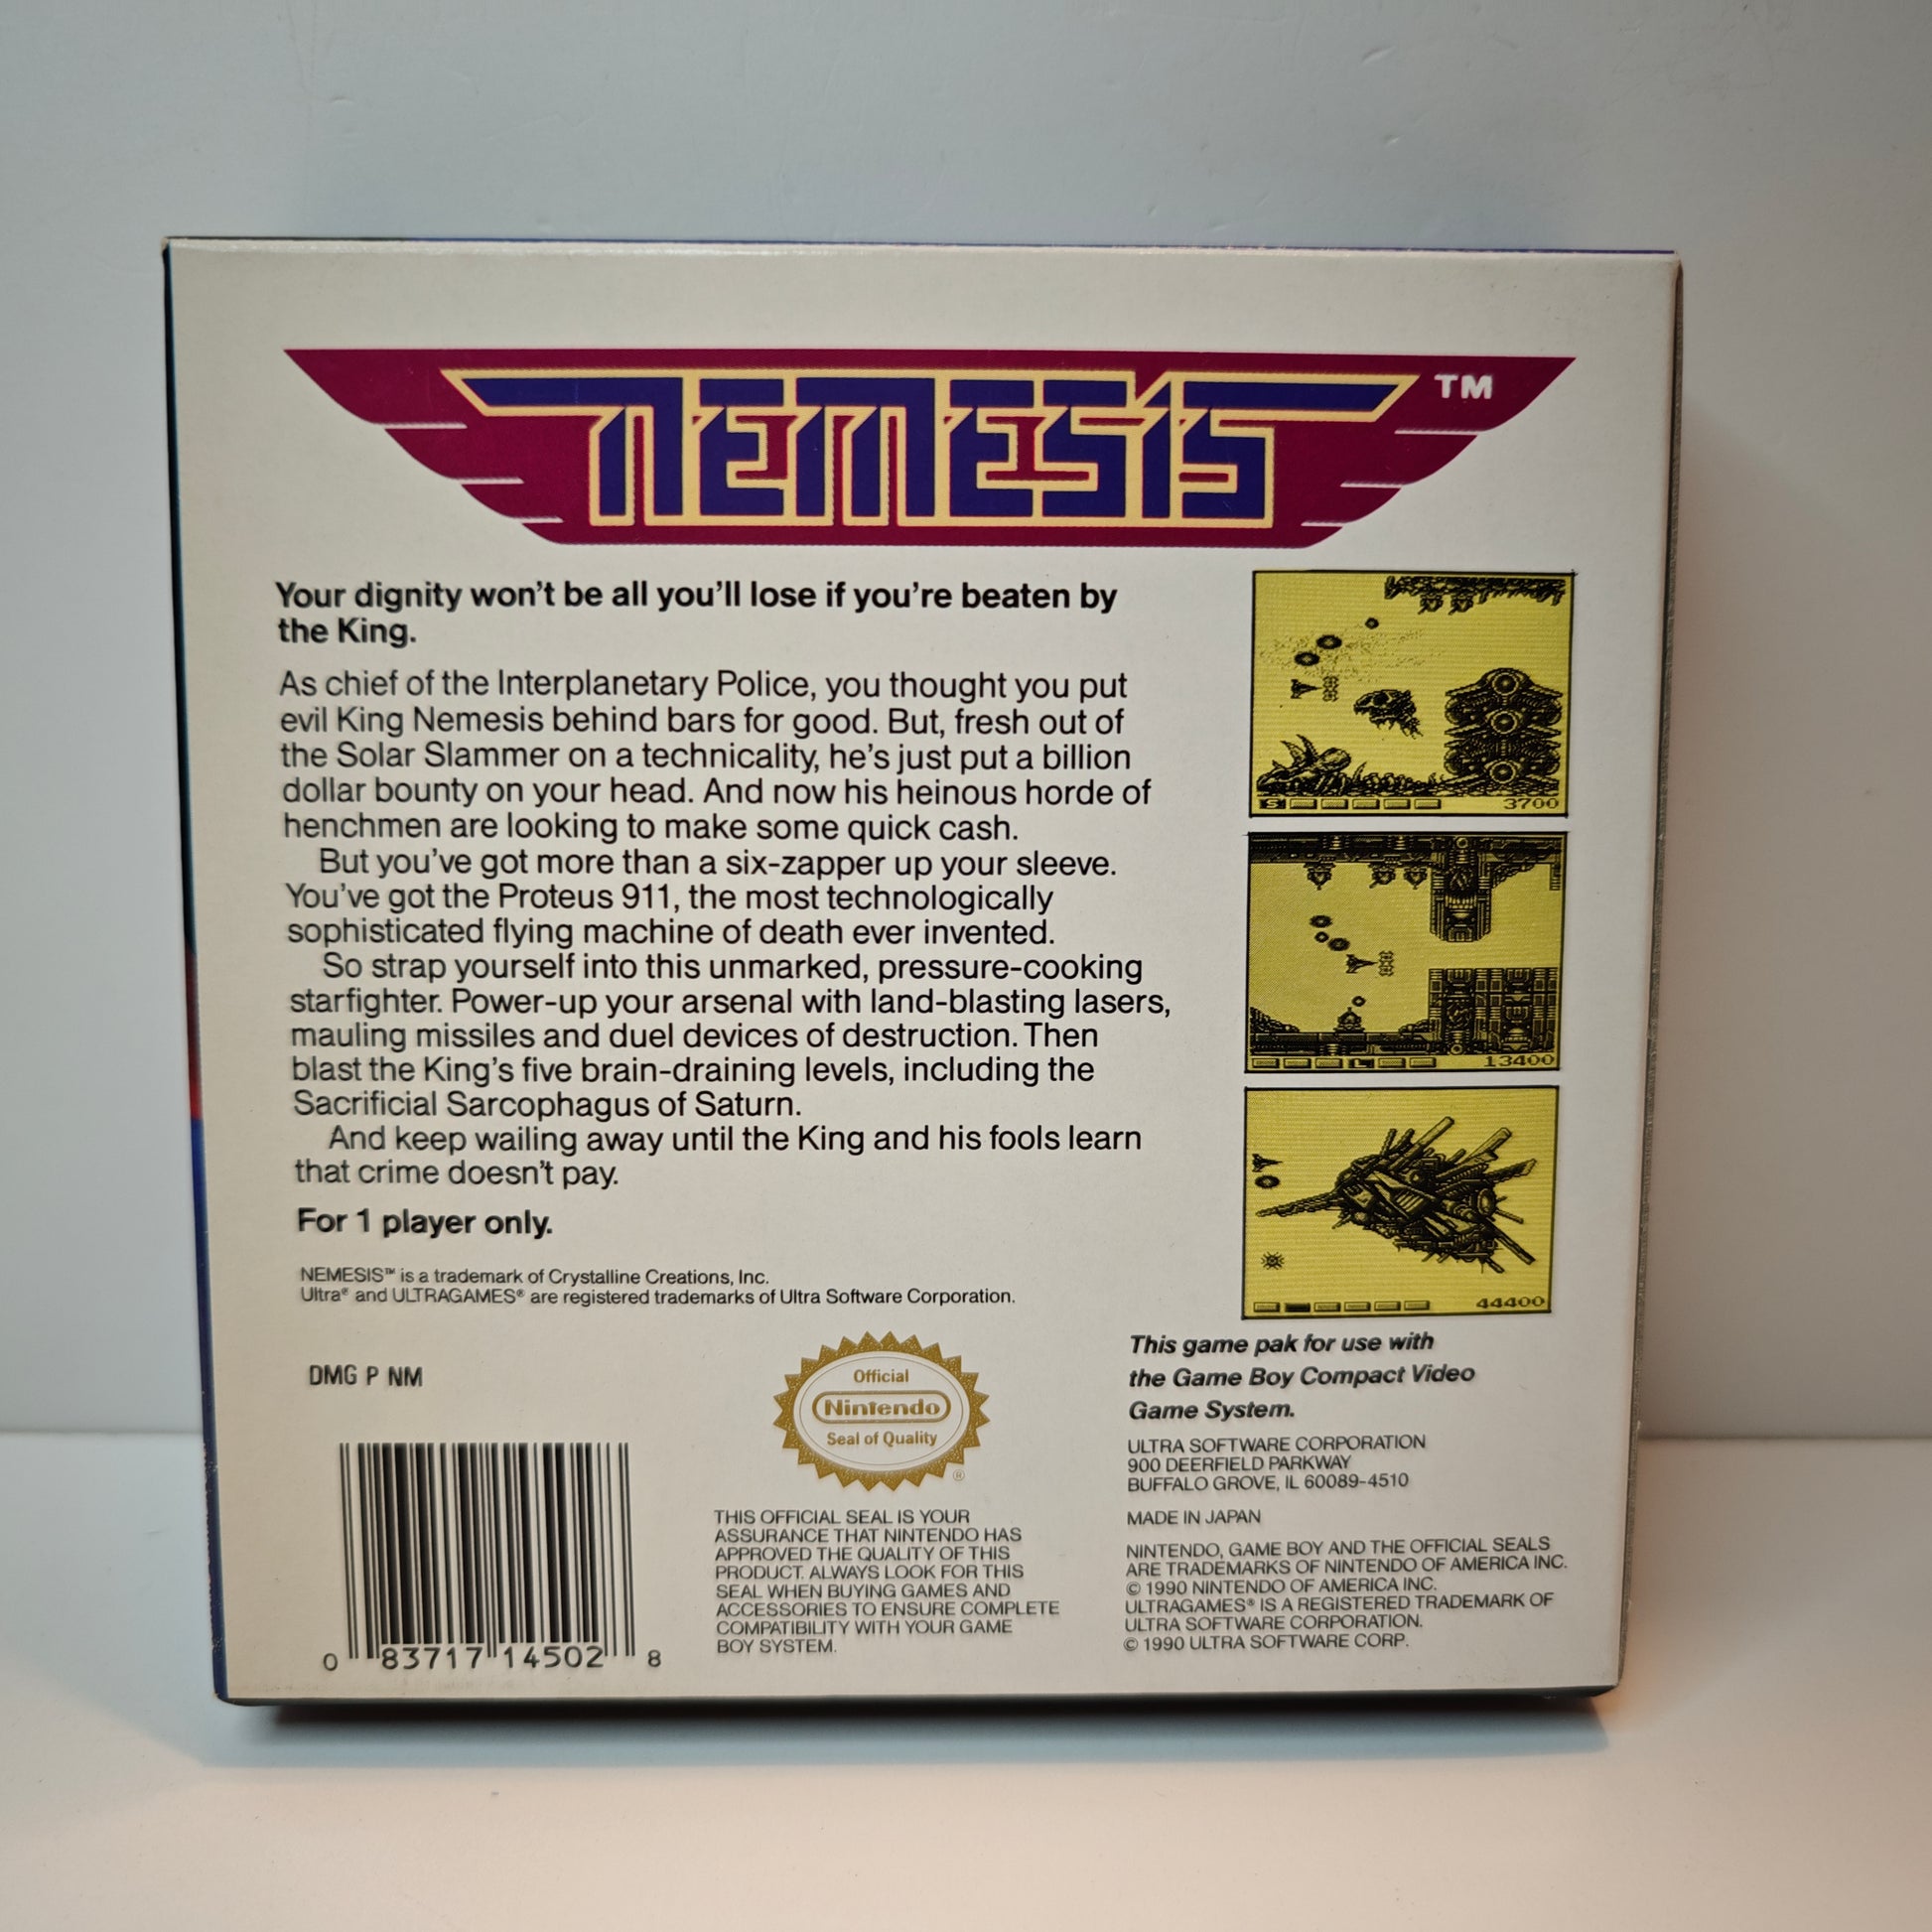 NEMESIS TM
Your dignity won't be all you'll lose if you're beaten by
the King.
As chief of the Interplanetary Police, you thought you put
evil King Nemesis behind bars for good. But, fresh out of
the Solar Slammer on a technicality, he's just put a billion
dollar bounty on your head. And now his heinous horde of
henchmen are looking to make some quick cash.
But you've got more than a six-zapper up your sleeve.
You've got the Proteus 911, the most technologically
sophisticated flying machine of death ever invented.
So strap yourself into this unmarked, pressure-cooking
starfighter. Power-up your arsenal with land-blasting lasers,
mauling missiles and duel devices of destruction. Then
blast the King's five brain-draining levels, including the
Sacrificial Sarcophagus of Saturn.
And keep wailing away until the King and his fools learn
that crime doesn't pay.
For 1 player only.
NEMESIS™ is a trademark of Crystalline Creations, Inc.
Ultra® and ULTRAGAMES® are registered trademarks of Ultra Software Corporation.
S 3700
L 13400
44400
DMG P NM
0 83717 14502 8
Official
Nintendo
Seal of Quality
®
THIS OFFICIAL SEAL IS YOUR
ASSURANCE THAT NINTENDO HAS
APPROVED THE QUALITY OF THIS
PRODUCT. ALWAYS LOOK FOR THIS
SEAL WHEN BUYING GAMES AND
ACCESSORIES TO ENSURE COMPLETE
COMPATIBILITY WITH YOUR GAME
BOY SYSTEM.
This game pak for use with
the Game Boy Compact Video
Game System.
ULTRA SOFTWARE CORPORATION
900 DEERFIELD PARKWAY
BUFFALO GROVE, IL 60089-4510
MADE IN JAPAN
NINTENDO, GAME BOY AND THE OFFICIAL SEALS
ARE TRADEMARKS OF NINTENDO OF AMERICA INC.
© 1990 NINTENDO OF AMERICA INC.
ULTRAGAMES® IS A REGISTERED TRADEMARK OF
ULTRA SOFTWARE CORPORATION.
© 1990 ULTRA SOFTWARE CORP.